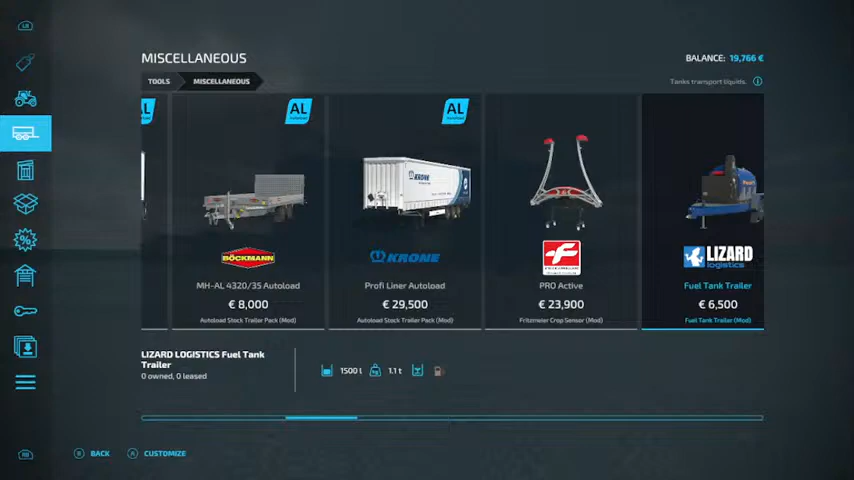 LB
MISCELLANEOUS
BALANCE: 19,766 €
TOOLS
MISCELLANEOUS
Tanks transport liquids.
AL
AL
AL
KRONE
BÖCKMANN
KRONE
LIZARD
logistics
MH-AL 4320/35 Autoload
Profi Liner Autoload
PRO Active
Fuel Tank Trailer
€ 8,000
€ 29,500
€ 23,900
€ 6,500
Autoload Stock Trailer Pack (Mod)
Autoload Stock Trailer Pack (Mod)
Fritzmeier Crop Sensor (Mod)
Fuel Tank Trailer (Mod)
LIZARD LOGISTICS Fuel Tank
Trailer
0 owned, 0 leased
1500 l
1.1 t
RB
B BACK
A CUSTOMIZE